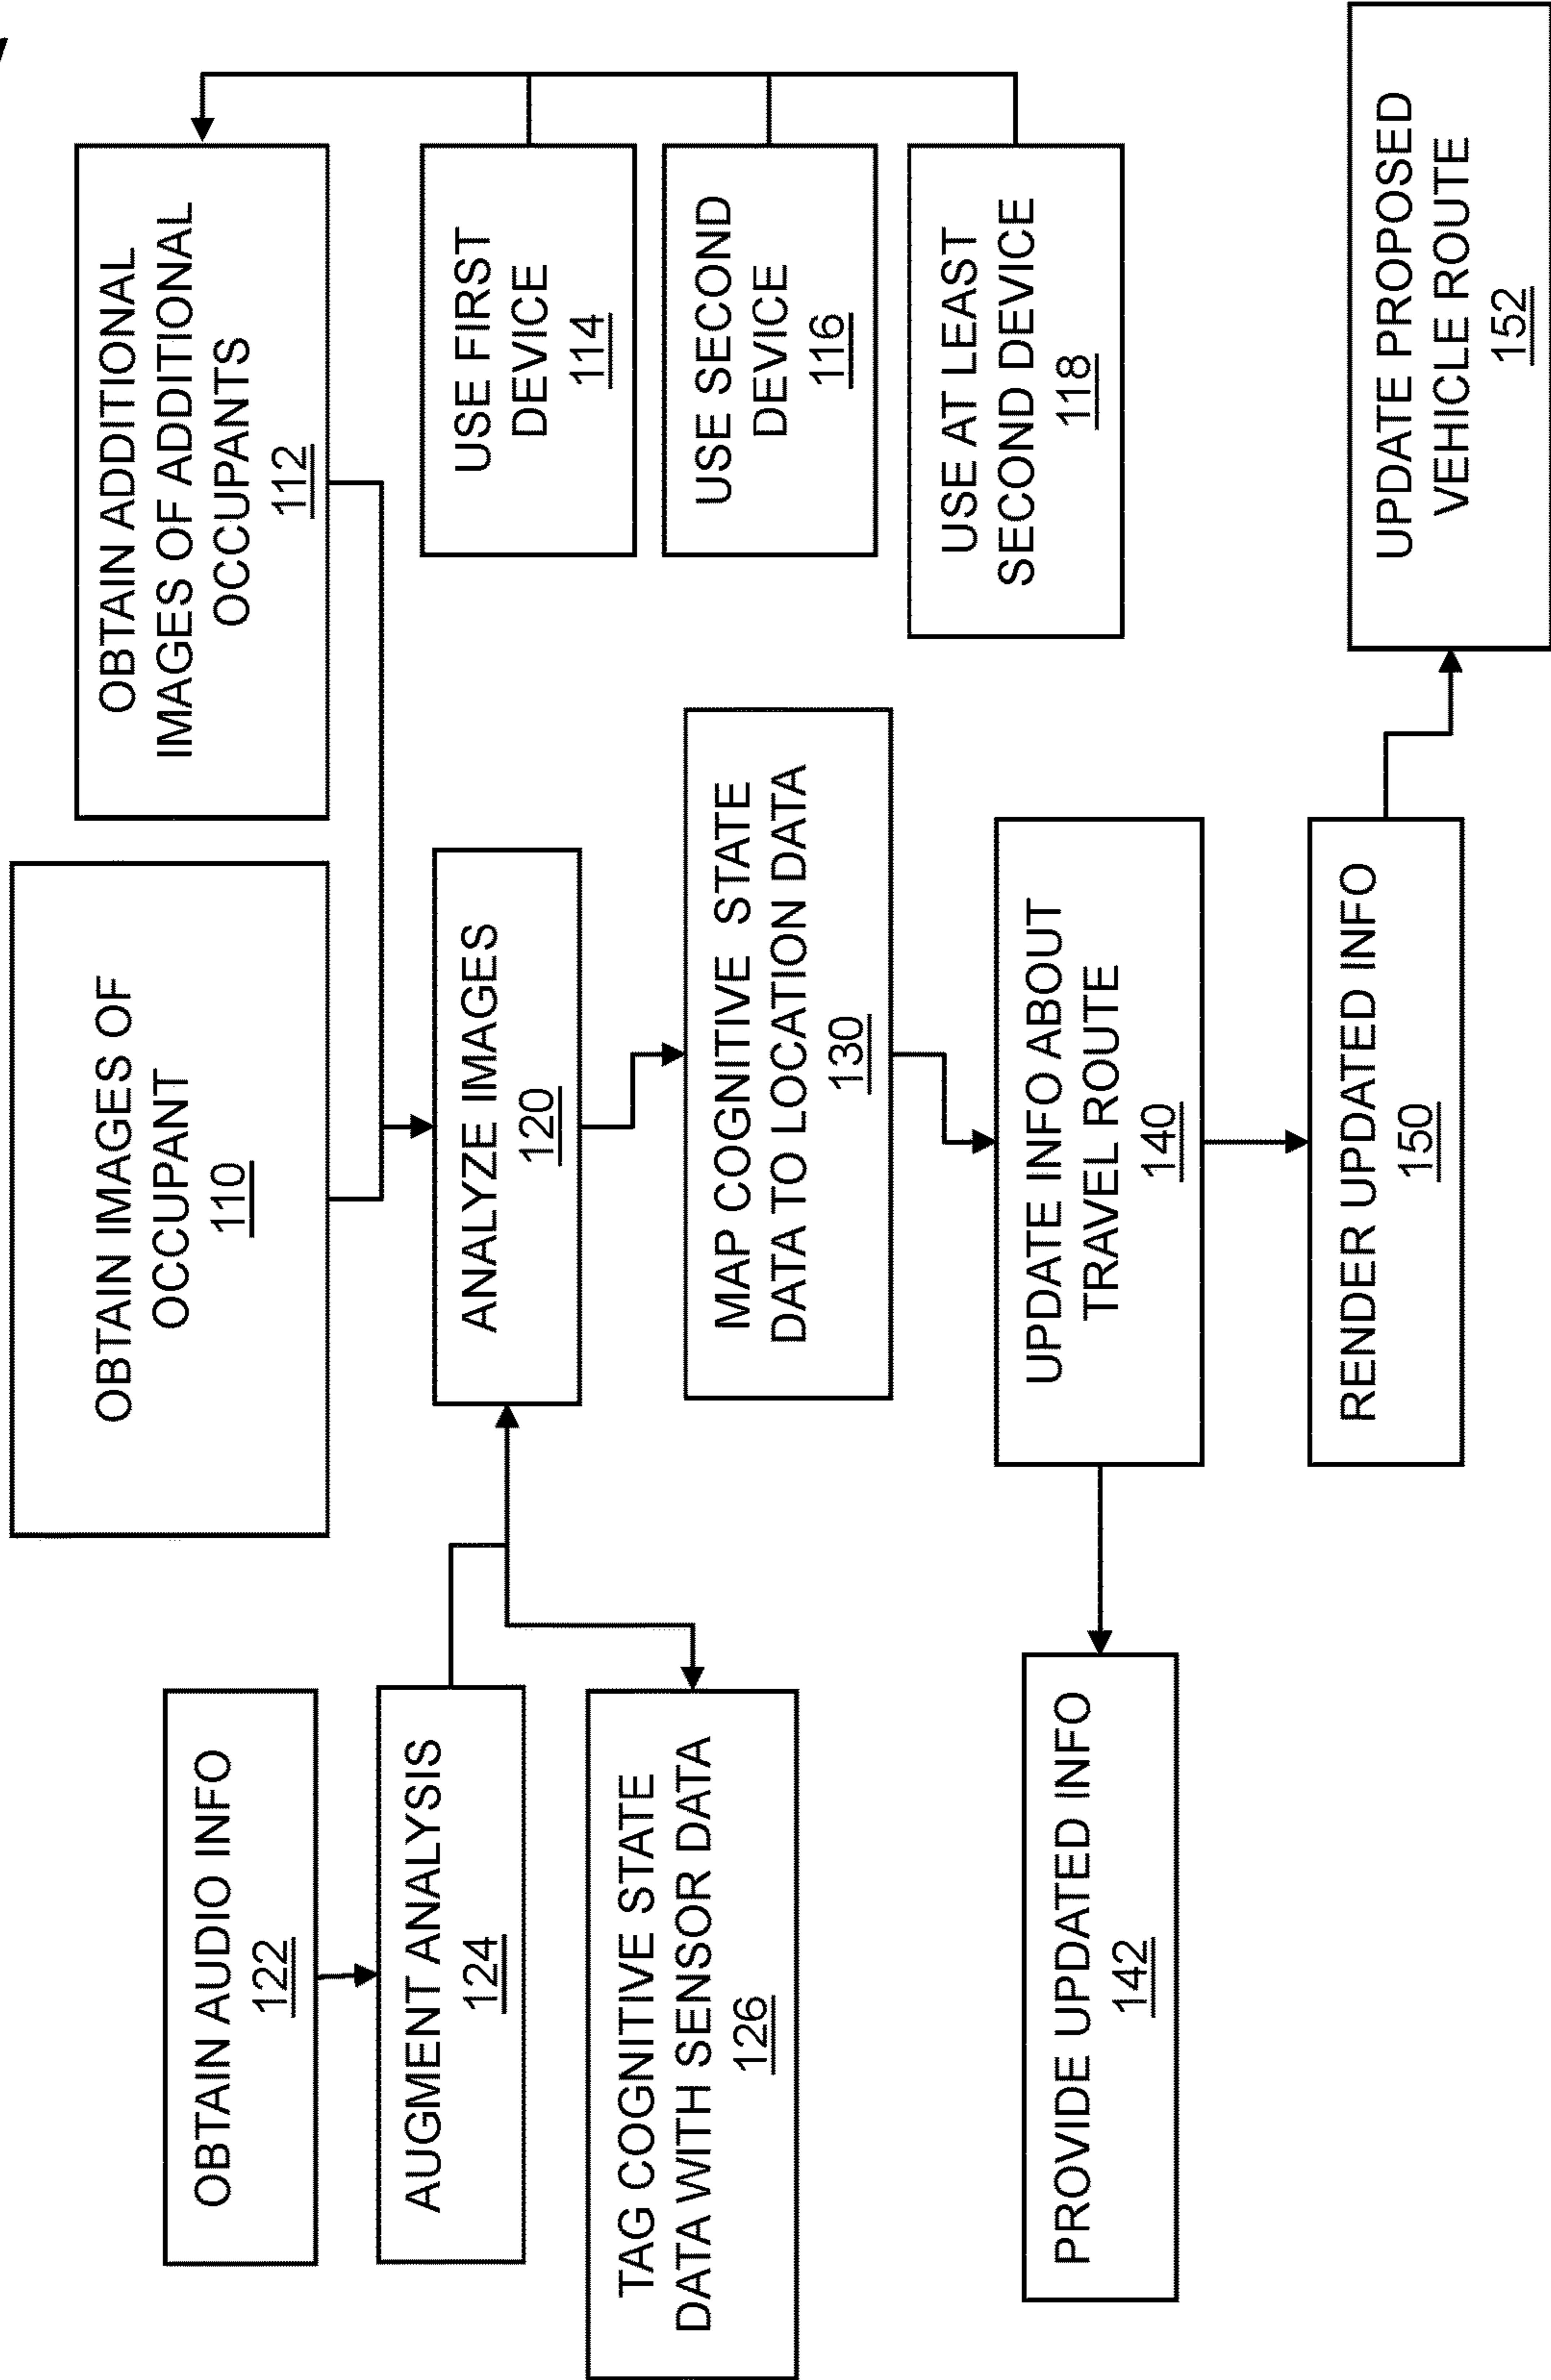 OBTAIN IMAGES OF
OCCUPANT
110
OBTAIN ADDITIONAL
IMAGES OF ADDITIONAL
OCCUPANTS
112
USE FIRST
DEVICE
114
USE SECOND
DEVICE
116
USE AT LEAST
SECOND DEVICE
118
OBTAIN AUDIO INFO
122
AUGMENT ANALYSIS
124
TAG COGNITIVE STATE
DATA WITH SENSOR DATA
126
ANALYZE IMAGES
120
MAP COGNITIVE STATE
DATA TO LOCATION DATA
130
UPDATE INFO ABOUT
TRAVEL ROUTE
140
PROVIDE UPDATED INFO
142
RENDER UPDATED INFO
150
UPDATE PROPOSED
VEHICLE ROUTE
152